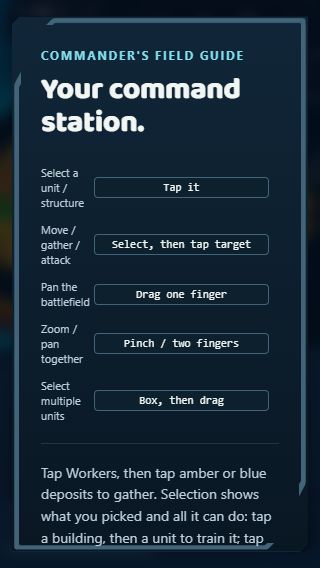 COMMANDER'S FIELD GUIDE
Your command
station.
Select a
unit /
structure
Tap it
Move /
gather /
attack
Select, then tap target
Pan the
battlefield
Drag one finger
Zoom /
pan
together
Pinch / two fingers
Select
multiple
units
Box, then drag
Tap Workers, then tap amber or blue
deposits to gather. Selection shows
what you picked and all it can do: tap
a building, then a unit to train it; tap